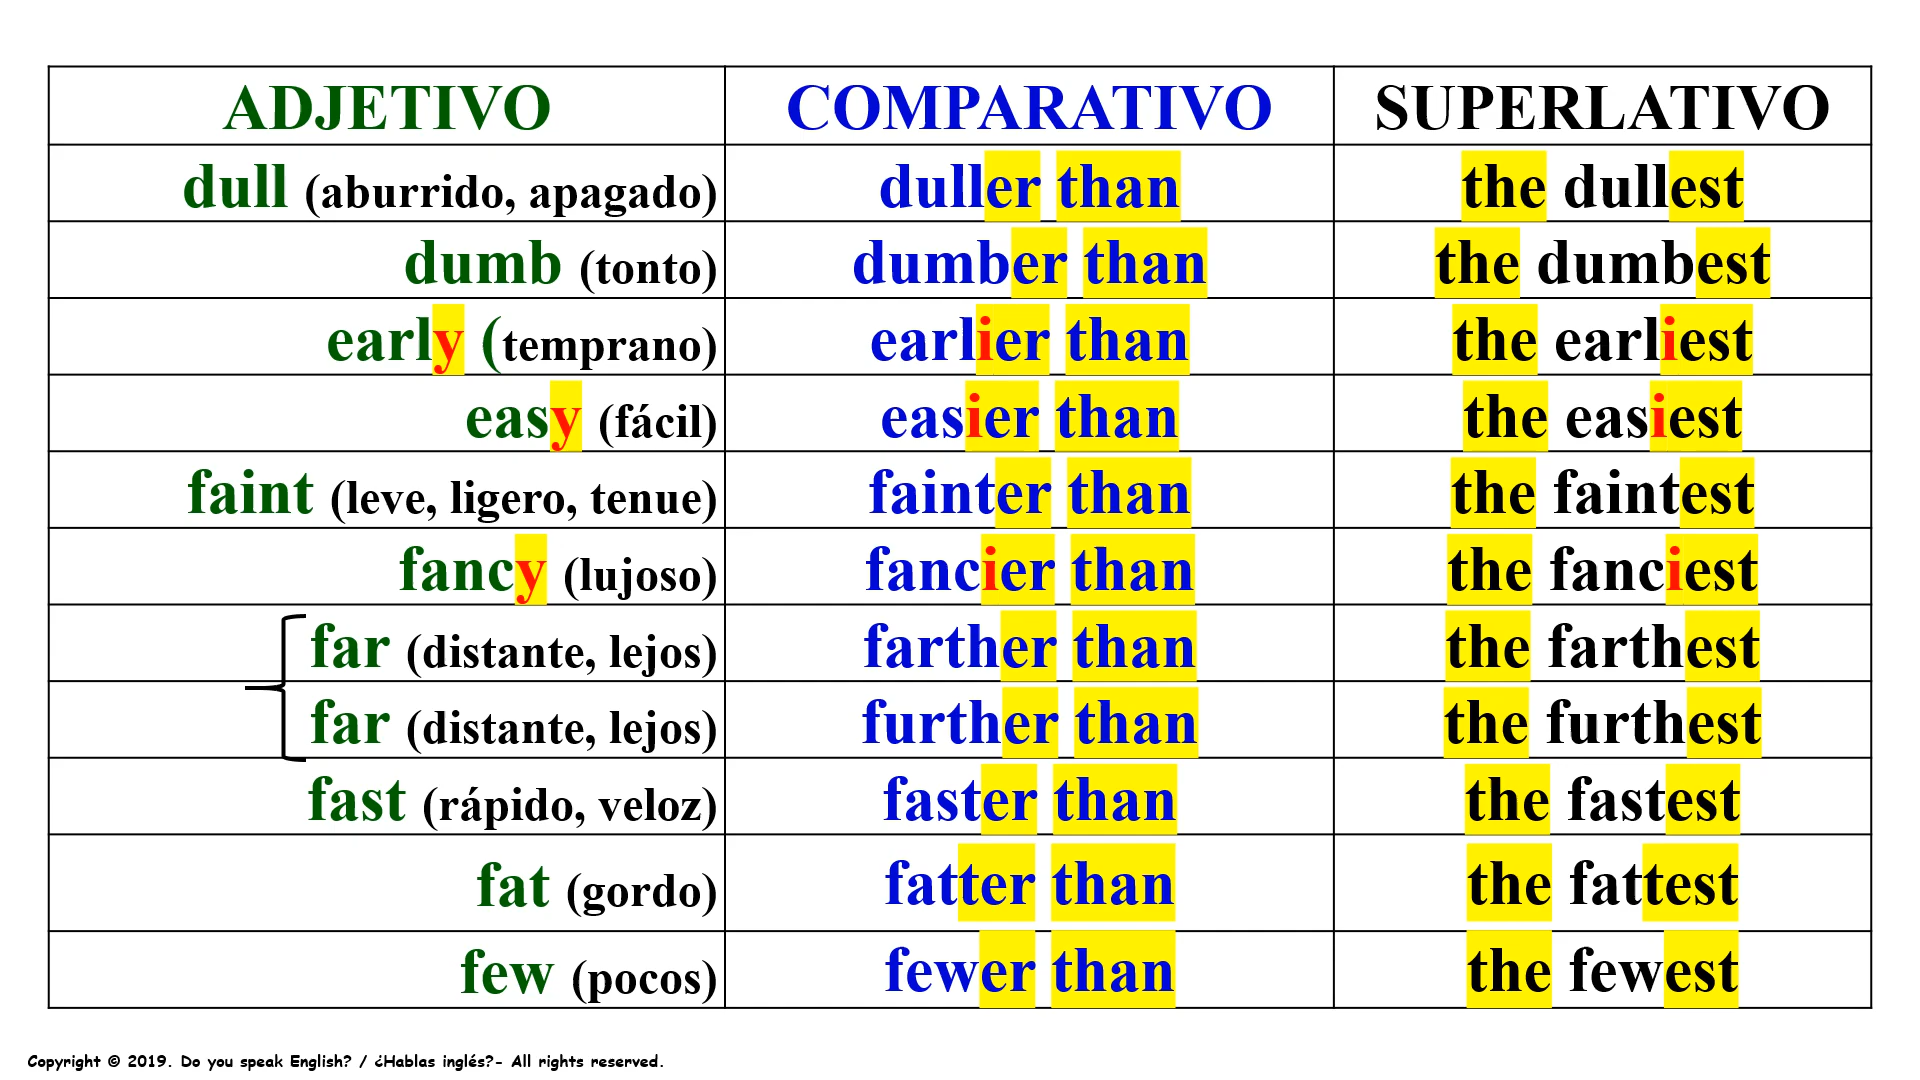 ADJETIVO COMPARATIVO SUPERLATIVO
dull (aburrido, apagado) duller than the dullest
dumb (tonto) dumber than the dumbest
early (temprano) earlier than the earliest
easy (fácil) easier than the easiest
faint (leve, ligero, tenue) fainter than the faintest
fancy (lujoso) fancier than the fanciest
far (distante, lejos) farther than the farthest
far (distante, lejos) further than the furthest
fast (rápido, veloz) faster than the fastest
fat (gordo) fatter than the fattest
few (pocos) fewer than the fewest
Copyright © 2019. Do you speak English? / ¿Hablas inglés?- All rights reserved.